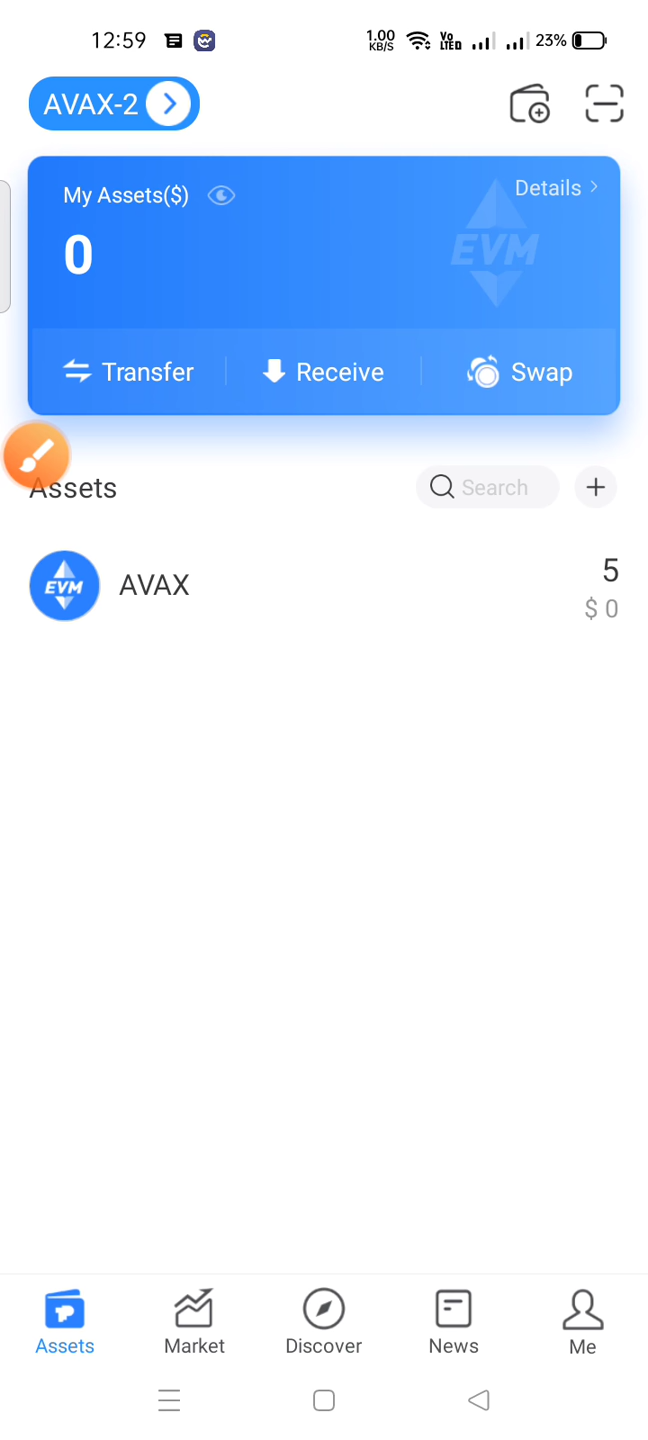 12:59 1.00 KB/S Vo LTED 23%
AVAX-2
My Assets($) Details
EVM
0
Transfer Receive Swap
Assets Search
EVM AVAX 5
$ 0
Assets Market Discover News Me